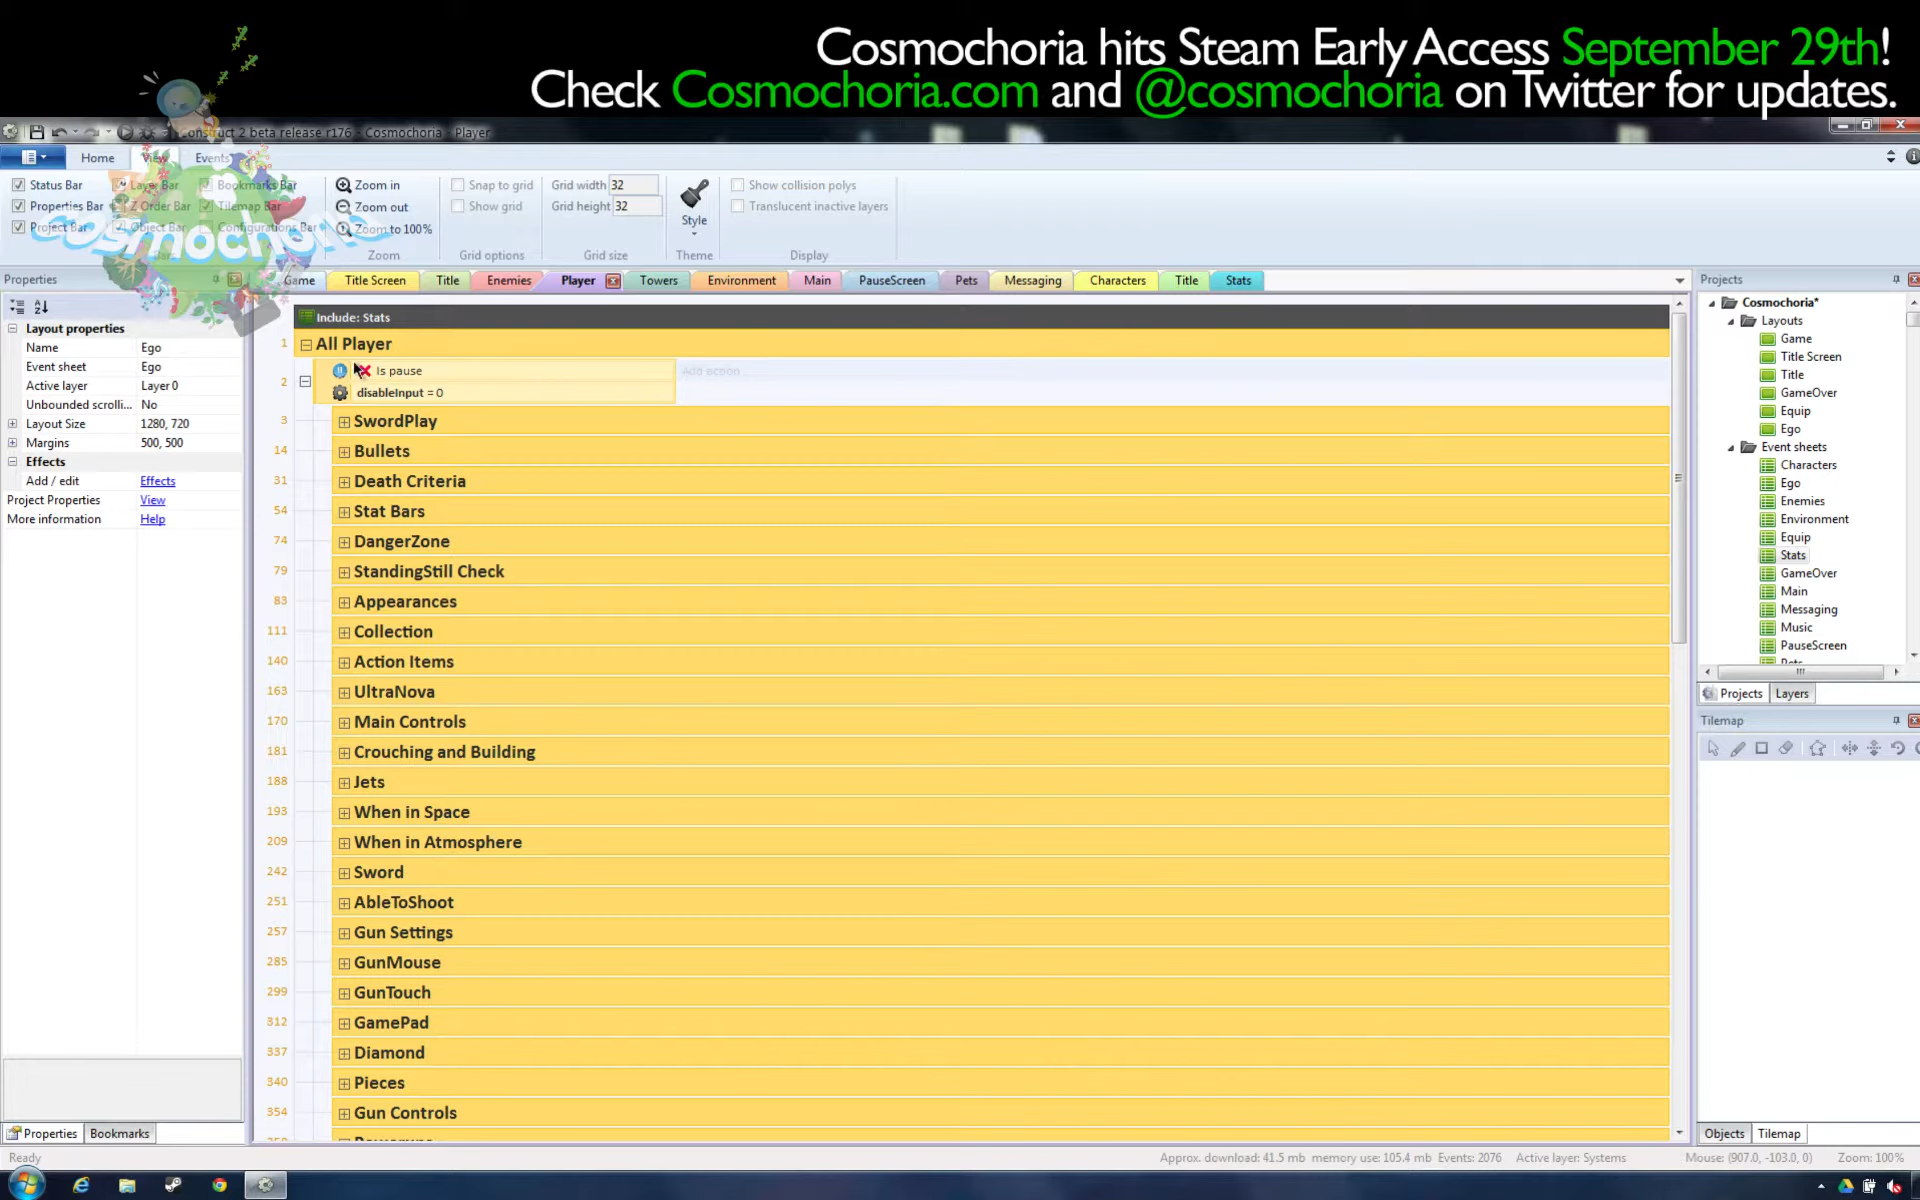 Cosmochoria hits Steam Early Access September 29th!
Check Cosmochoria.com and @cosmochoria on Twitter for updates.
Construct 2 beta release r176 - Cosmochoria - Player
Home View Events
Status Bar Layer Bar Bookmarks Bar Zoom in Snap to grid Grid width 32 Show collision polys
Properties Bar Z Order Bar Tilemap Bar Zoom out Show grid Grid height 32 Style Translucent inactive layers
Project Bar Object Bar Configurations Bar Zoom to 100%
cosmochoria
Zoom Grid options Grid size Theme Display
Properties
Game Title Screen Title Enemies Player Towers Environment Main PauseScreen Pets Messaging Characters Title Stats
Projects
Layout properties
Name Ego
Event sheet Ego
Active layer Layer 0
Unbounded scrolli... No
Layout Size 1280, 720
Margins 500, 500
Effects
Add / edit Effects
Project Properties View
More information Help
Include: Stats
1 All Player
Is pause Add action...
2
disableInput = 0
3 SwordPlay
14 Bullets
31 Death Criteria
54 Stat Bars
74 DangerZone
79 StandingStill Check
83 Appearances
111 Collection
140 Action Items
163 UltraNova
170 Main Controls
181 Crouching and Building
188 Jets
193 When in Space
209 When in Atmosphere
242 Sword
251 AbleToShoot
257 Gun Settings
285 GunMouse
299 GunTouch
312 GamePad
337 Diamond
340 Pieces
354 Gun Controls
Cosmochoria*
Layouts
Game
Title Screen
Title
GameOver
Equip
Ego
Event sheets
Characters
Ego
Enemies
Environment
Equip
Stats
GameOver
Main
Messaging
Music
PauseScreen
Pets
Projects Layers
Tilemap
Properties Bookmarks
Objects Tilemap
Ready
Approx. download: 41.5 mb memory use: 105.4 mb Events: 2076 Active layer: Systems Mouse: (907.0, -103.0, 0) Zoom: 100%